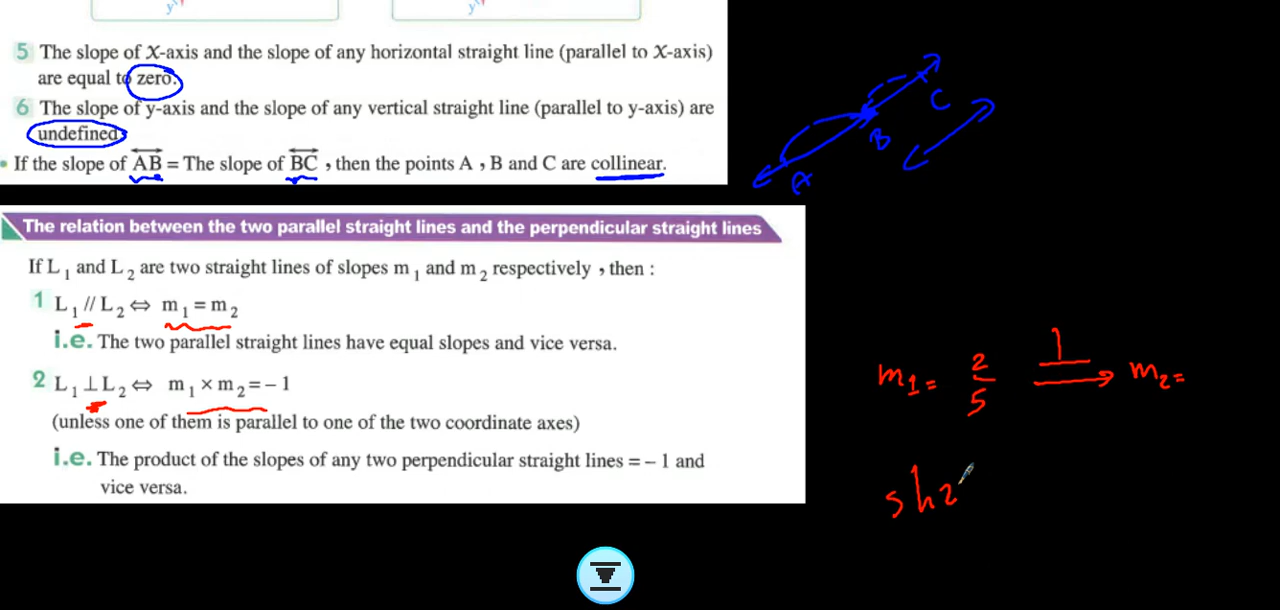 y'
y'
5 The slope of X-axis and the slope of any horizontal straight line (parallel to X-axis)
are equal to zero.
6 The slope of y-axis and the slope of any vertical straight line (parallel to y-axis) are
undefined
• If the slope of AB = The slope of BC , then the points A , B and C are collinear.
A B C
The relation between the two parallel straight lines and the perpendicular straight lines
If L₁ and L₂ are two straight lines of slopes m₁ and m₂ respectively , then :
1 L₁ // L₂ ⇔ m₁ = m₂
i.e. The two parallel straight lines have equal slopes and vice versa.
2 L₁ ⊥ L₂ ⇔ m₁ × m₂ = – 1
(unless one of them is parallel to one of the two coordinate axes)
i.e. The product of the slopes of any two perpendicular straight lines = – 1 and
vice versa.
m₁ = 2/5 ⊥ → m₂ =